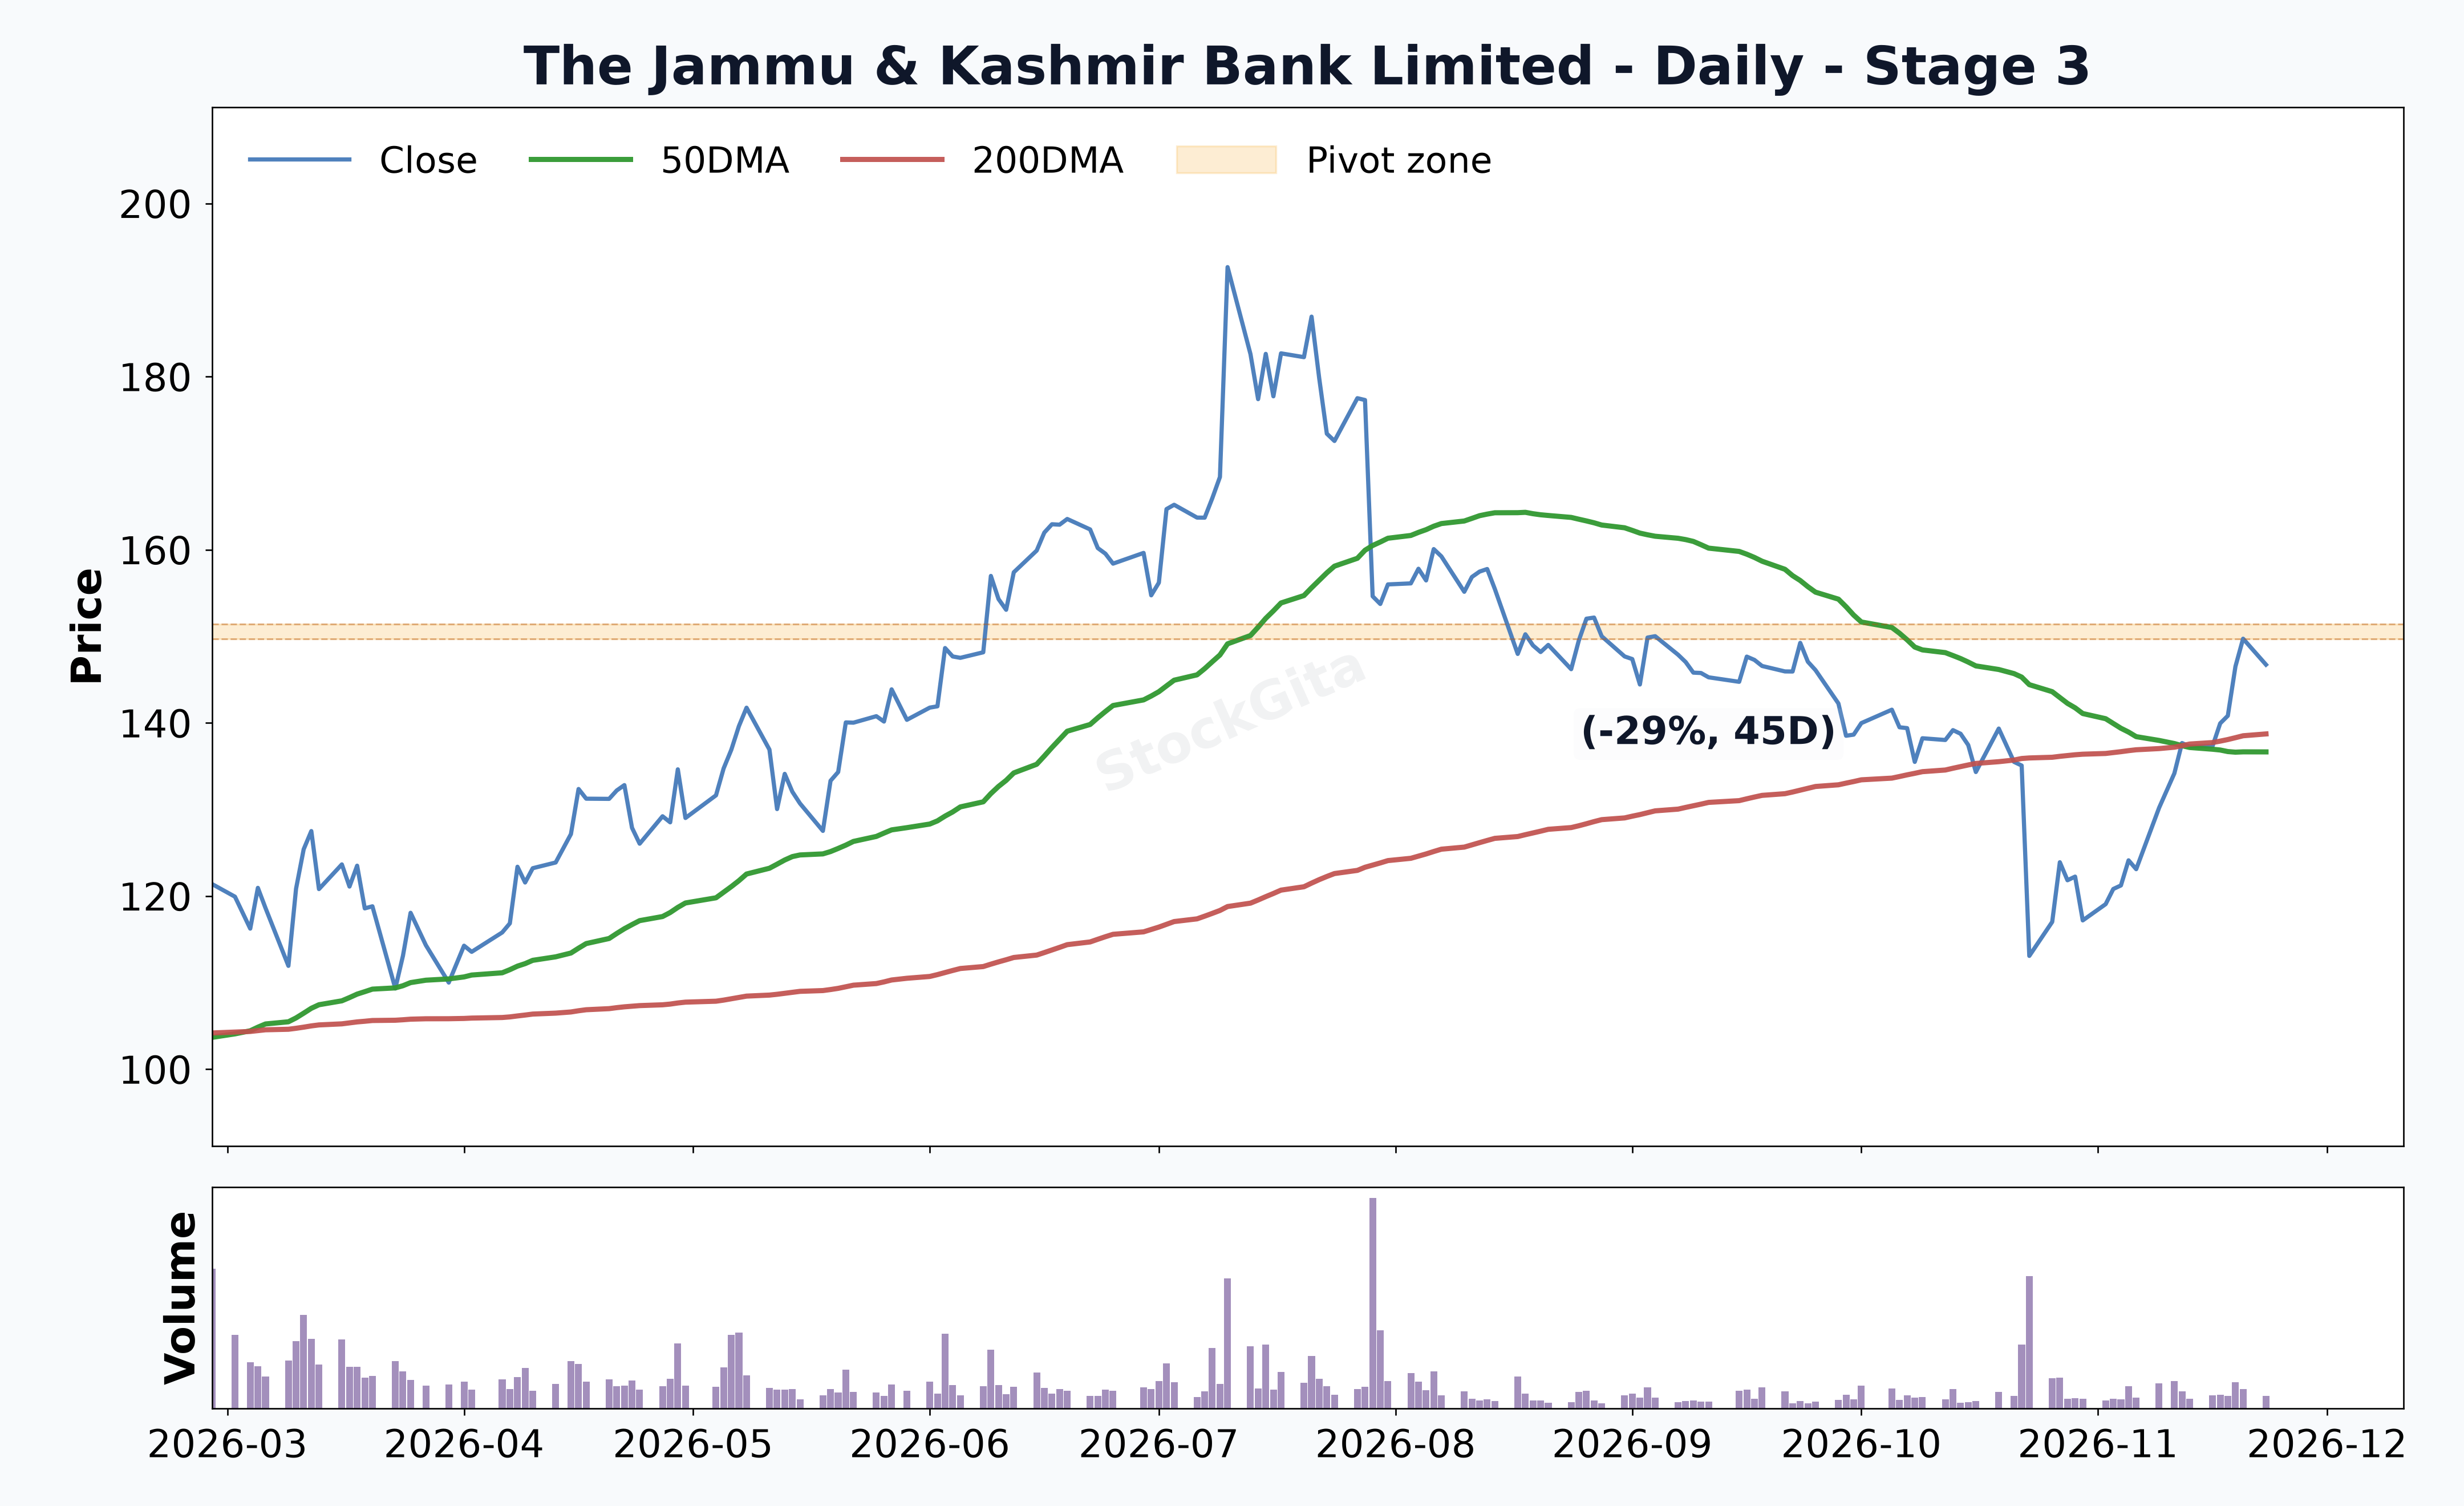 The Jammu & Kashmir Bank Limited - Daily - Stage 3
Close 50DMA 200DMA Pivot zone
200
180
160
140
120
100
Price
StockGita
(-29%, 45D)
Volume
2026-03 2026-04 2026-05 2026-06 2026-07 2026-08 2026-09 2026-10 2026-11 2026-12